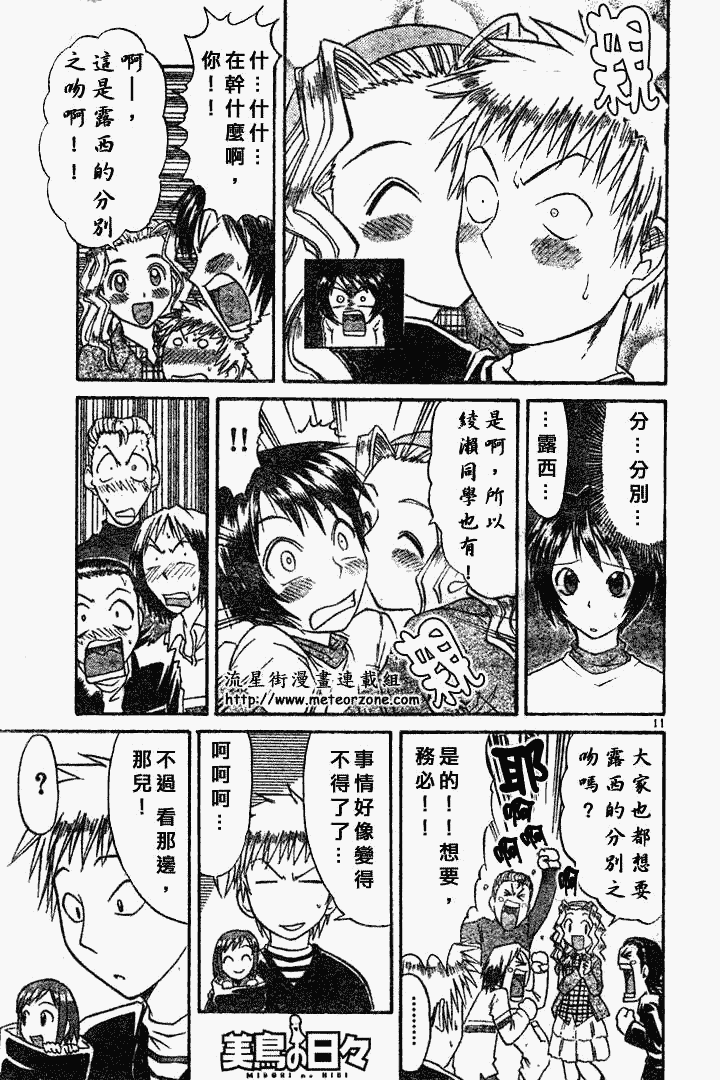 親
什…什什…
在幹什麼啊，
你！！
啊—，
這是露西的分別
之吻啊！！
分…分別…
…露西…
是啊，所以
綾瀨同學也有！
!!
親
流星街漫畫連載組
http://www.meteorzone.com
11
大家也都想要
露西的分別之
吻嗎？
是的！！想要，
務必！！
………
事情好像變得
不得了了…
呵呵呵…
不過 看那邊，
那兒！
？
美鳥の日々
MIDORI no HIBI